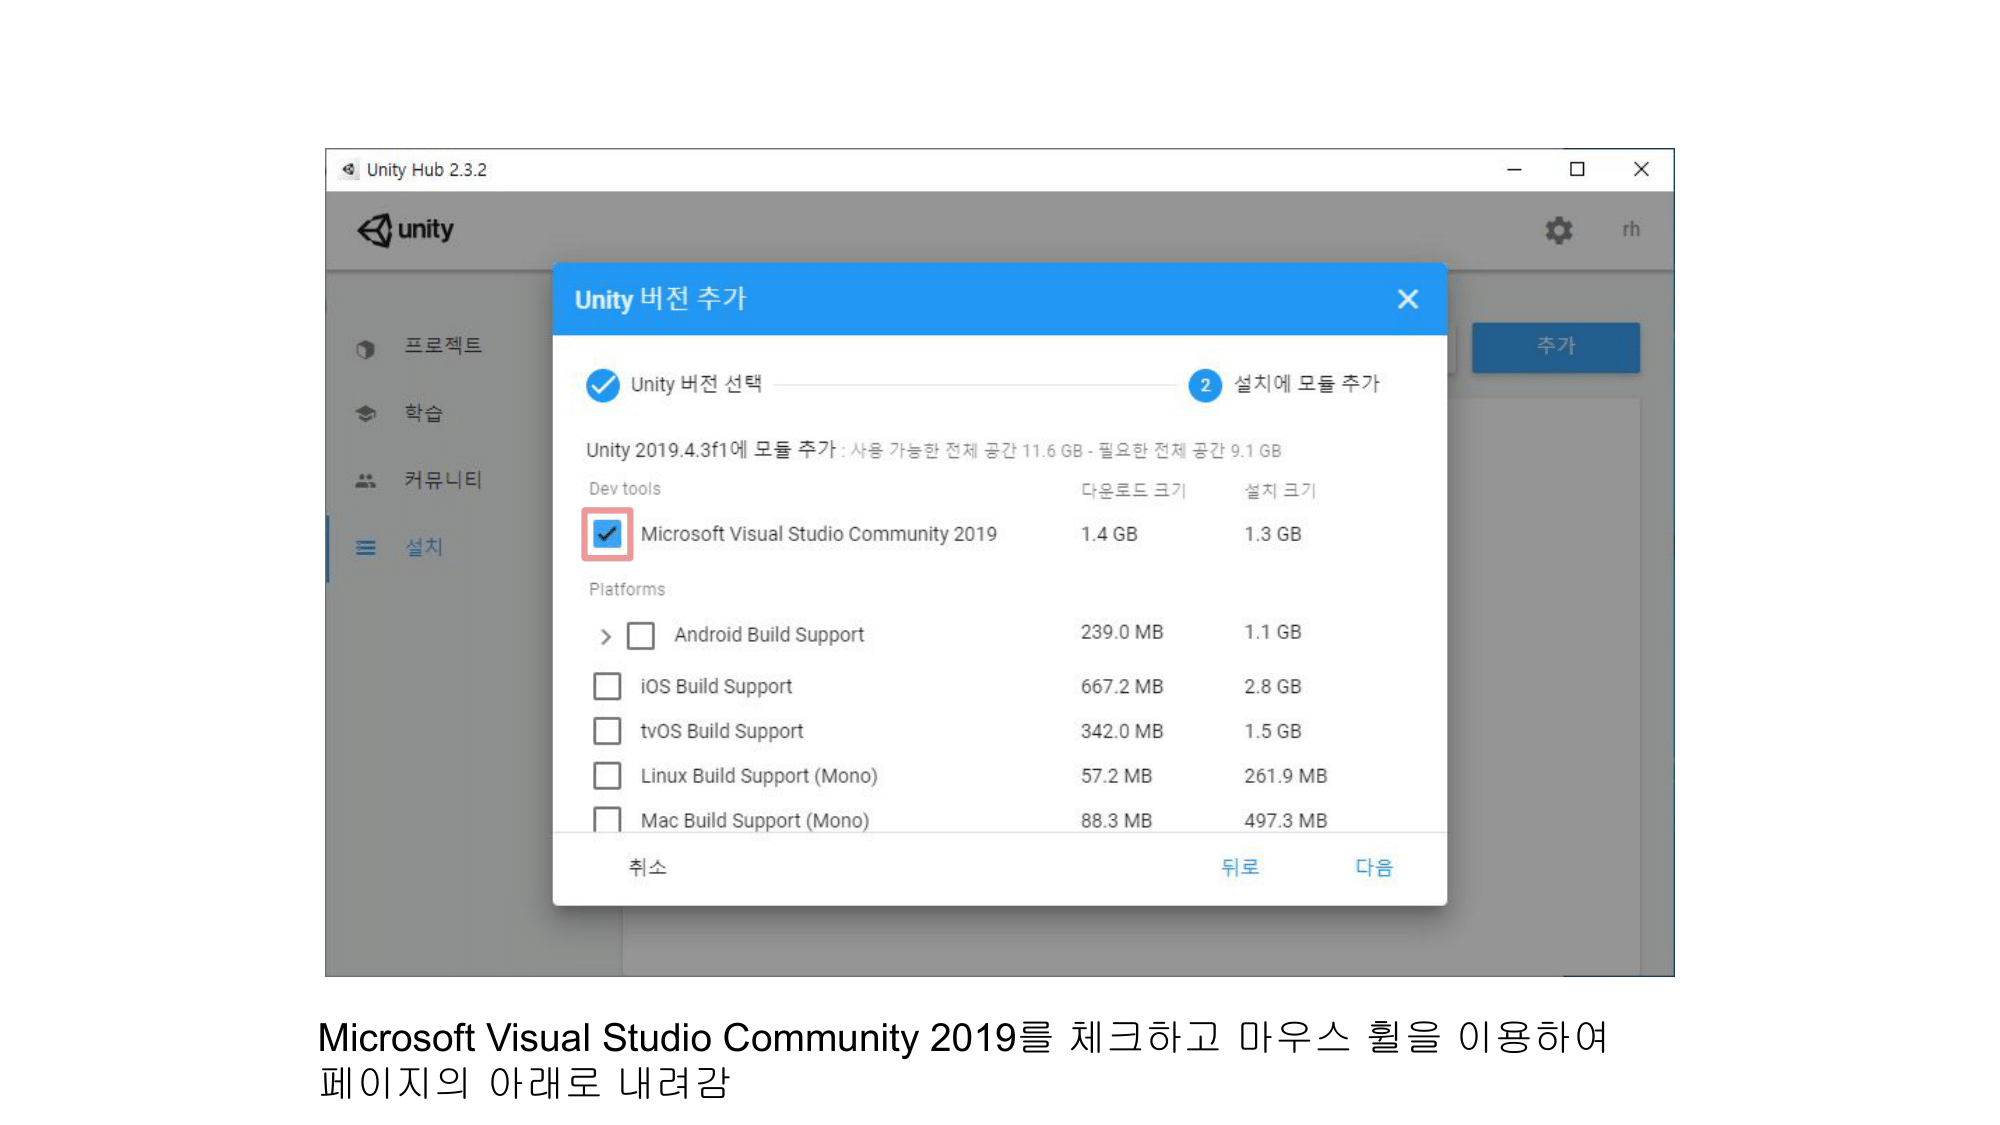 Unity Hub 2.3.2
unity
rh
Unity 버전 추가
프로젝트
추가
Unity 버전 선택
2 설치에 모듈 추가
학습
Unity 2019.4.3f1에 모듈 추가 : 사용 가능한 전체 공간 11.6 GB - 필요한 전체 공간 9.1 GB
커뮤니티
Dev tools 다운로드 크기 설치 크기
Microsoft Visual Studio Community 2019 1.4 GB 1.3 GB
설치
Platforms
Android Build Support 239.0 MB 1.1 GB
iOS Build Support 667.2 MB 2.8 GB
tvOS Build Support 342.0 MB 1.5 GB
Linux Build Support (Mono) 57.2 MB 261.9 MB
Mac Build Support (Mono) 88.3 MB 497.3 MB
취소 뒤로 다음
Microsoft Visual Studio Community 2019를 체크하고 마우스 휠을 이용하여
페이지의 아래로 내려감